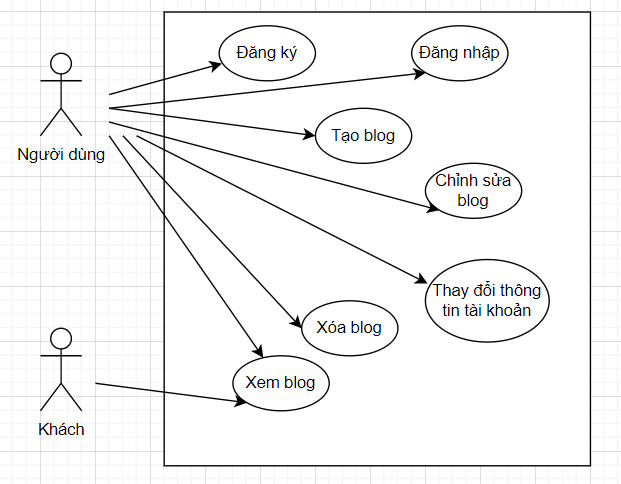 Đăng ký
Đăng nhập
Người dùng
Tạo blog
Chỉnh sửa
blog
Thay đỗi thông
tin tài khoản
Xóa blog
Xem blog
Khách